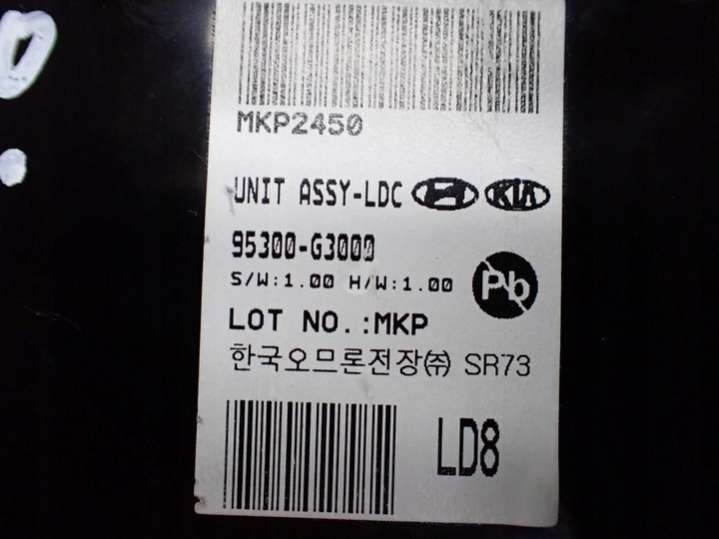 MKP2450
UNIT ASSY-LDC KIA
95300-G3000
S/W:1.00 H/W:1.00 Pb
LOT NO.:MKP
한국오므론전장㈜ SR73
LD8